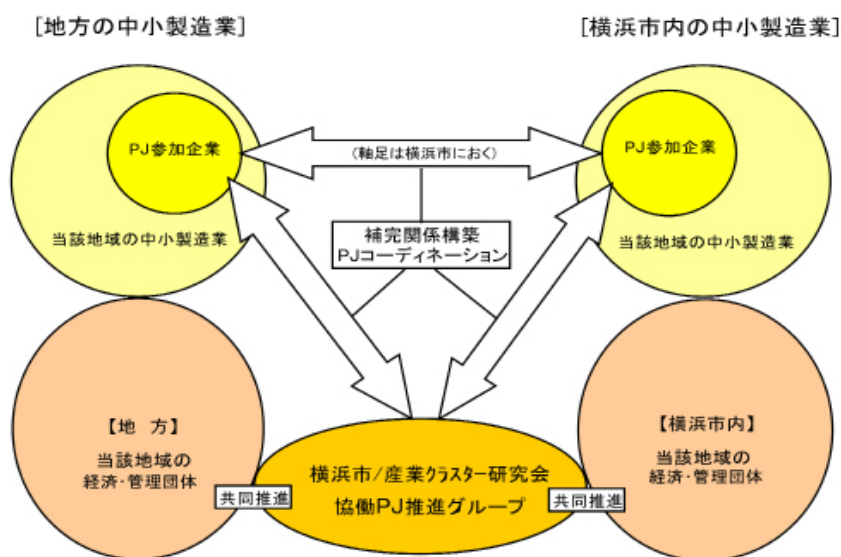 [地方の中小製造業]
[横浜市内の中小製造業]
PJ参加企業
(軸足は横浜市におく)
PJ参加企業
当該地域の中小製造業
補完関係構築
PJコーディネーション
当該地域の中小製造業
【地 方】
当該地域の
経済・管理団体
【横浜市内】
当該地域の
経済・管理団体
横浜市/産業クラスター研究会
協働PJ推進グループ
共同推進
共同推進